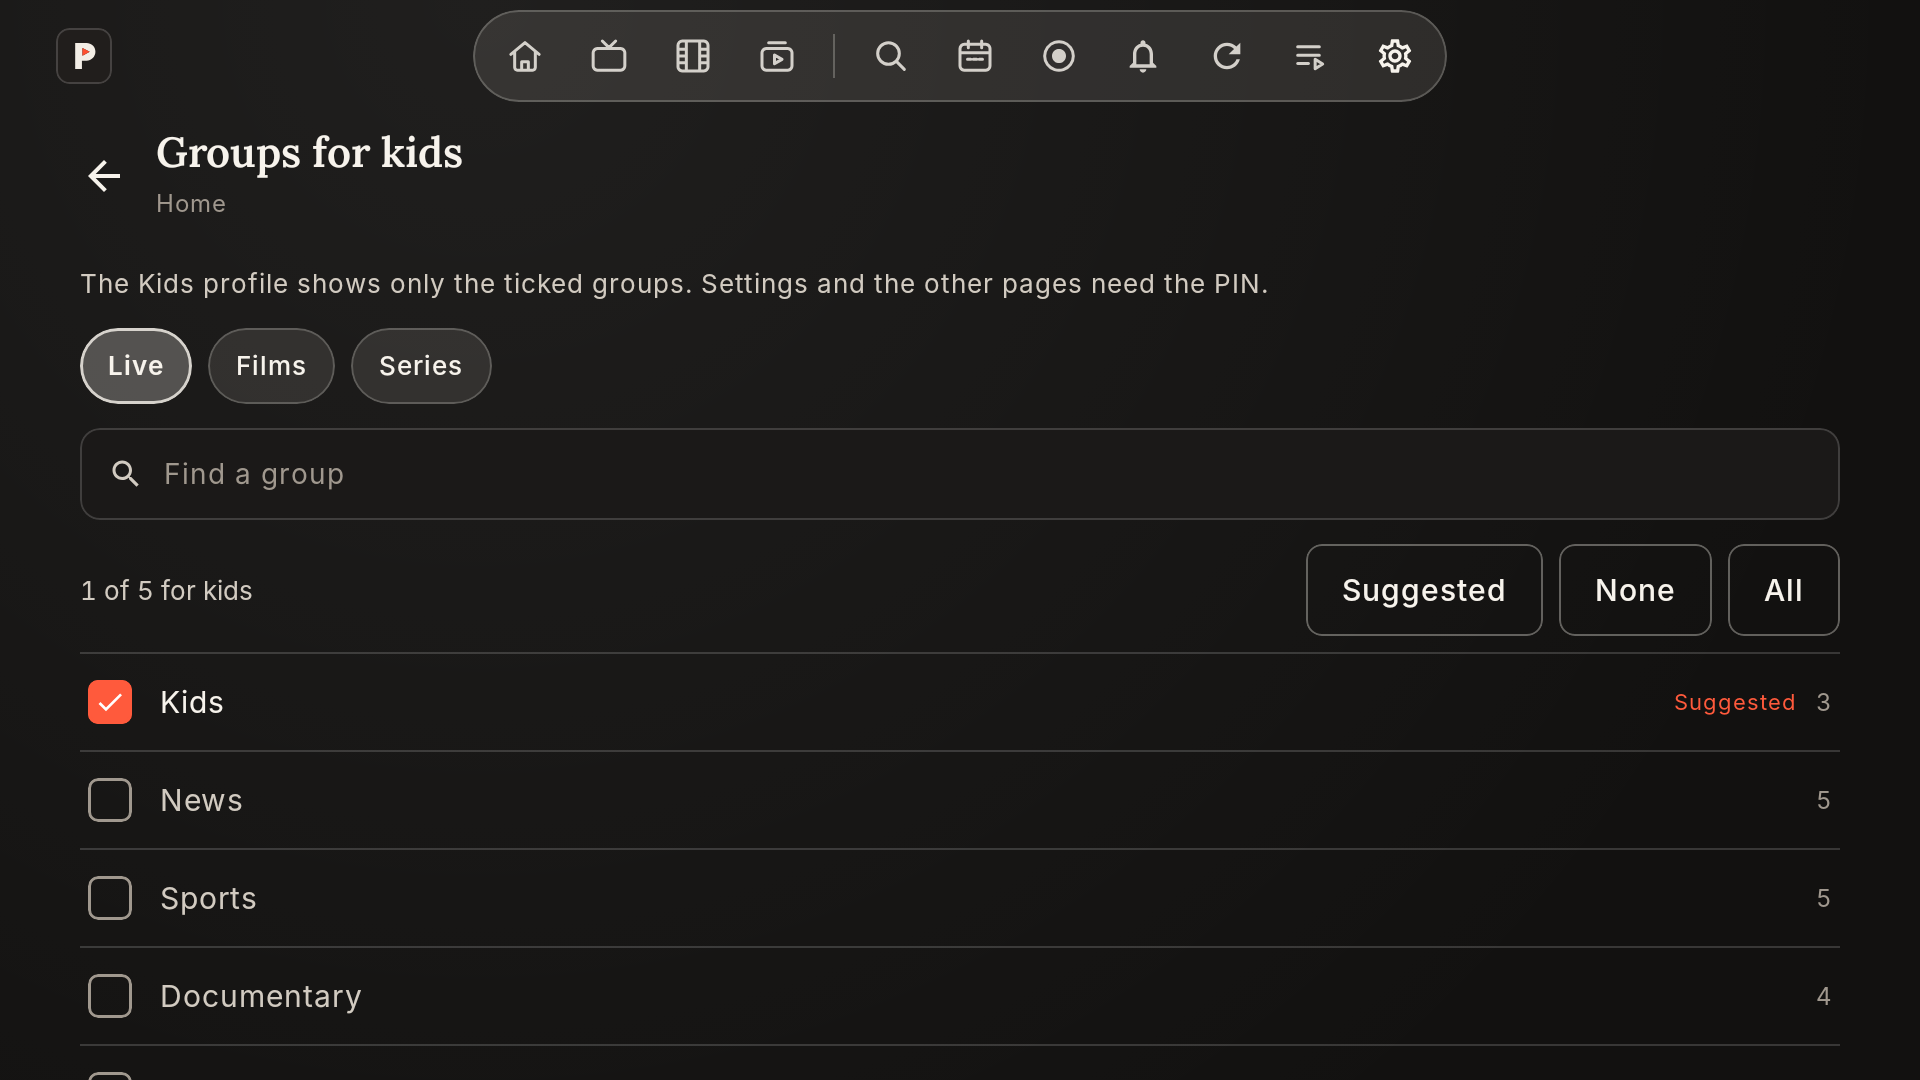 Groups for kids
Home
The Kids profile shows only the ticked groups. Settings and the other pages need the PIN.
Live Films Series
Find a group
1 of 5 for kids Suggested None All
Kids Suggested 3
News 5
Sports 5
Documentary 4